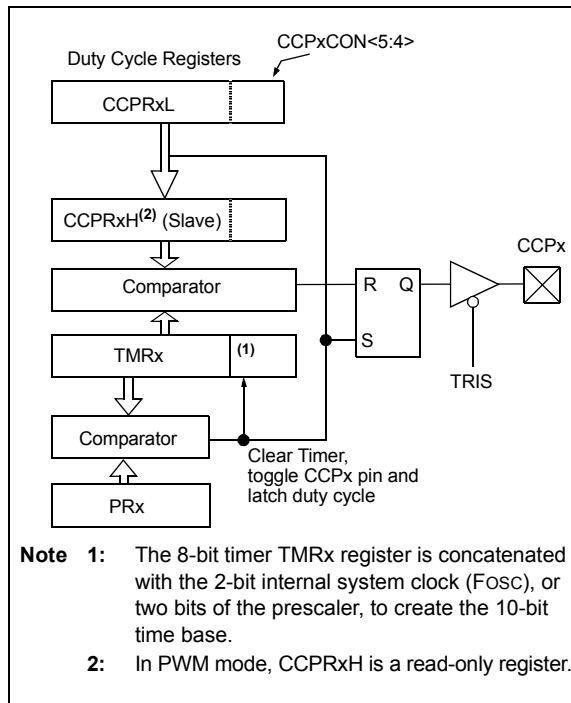 CCPxCON<5:4>
Duty Cycle Registers
CCPRxL
CCPRxH(2) (Slave)
CCPx
Comparator
R Q
TMRx (1)
S
TRIS
Comparator
Clear Timer,
toggle CCPx pin and
latch duty cycle
PRx
Note 1: The 8-bit timer TMRx register is concatenated
with the 2-bit internal system clock (FOSC), or
two bits of the prescaler, to create the 10-bit
time base.
2: In PWM mode, CCPRxH is a read-only register.